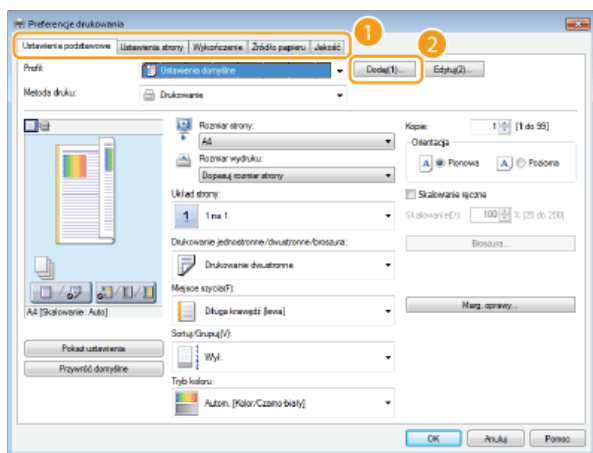 Preferencje drukowania
1
Ustawienia podstawowe Ustawienia strony Wykończenie Źródło papieru Jakość
2
Profil: Ustawienia domyślne Dodaj(1)... Edytuj(2)...
Metoda druku: Drukowanie
Rozmiar strony:
A4
Rozmiar wydruku:
Dopasuj rozmiar strony
Układ strony:
1 1 na 1
Drukowanie jednostronne/dwustronne/broszura:
Drukowanie dwustronne
Miejsce szycia(F):
Długa krawędź [lewa]
Sortuj/Grupuj(V):
Wył.
Tryb koloru:
Autom. [Kolor/Czarno-biały]
A4 [Skalowanie: Auto]
Pokaż ustawienia
Przywróć domyślne
Kopie: 1 [1 do 99]
Orientacja
A Pionowa A Pozioma
Skalowanie ręczne
Skalowanie(D): 100 % [25 do 200]
Broszura...
Marg. oprawy...
OK Anuluj Pomoc